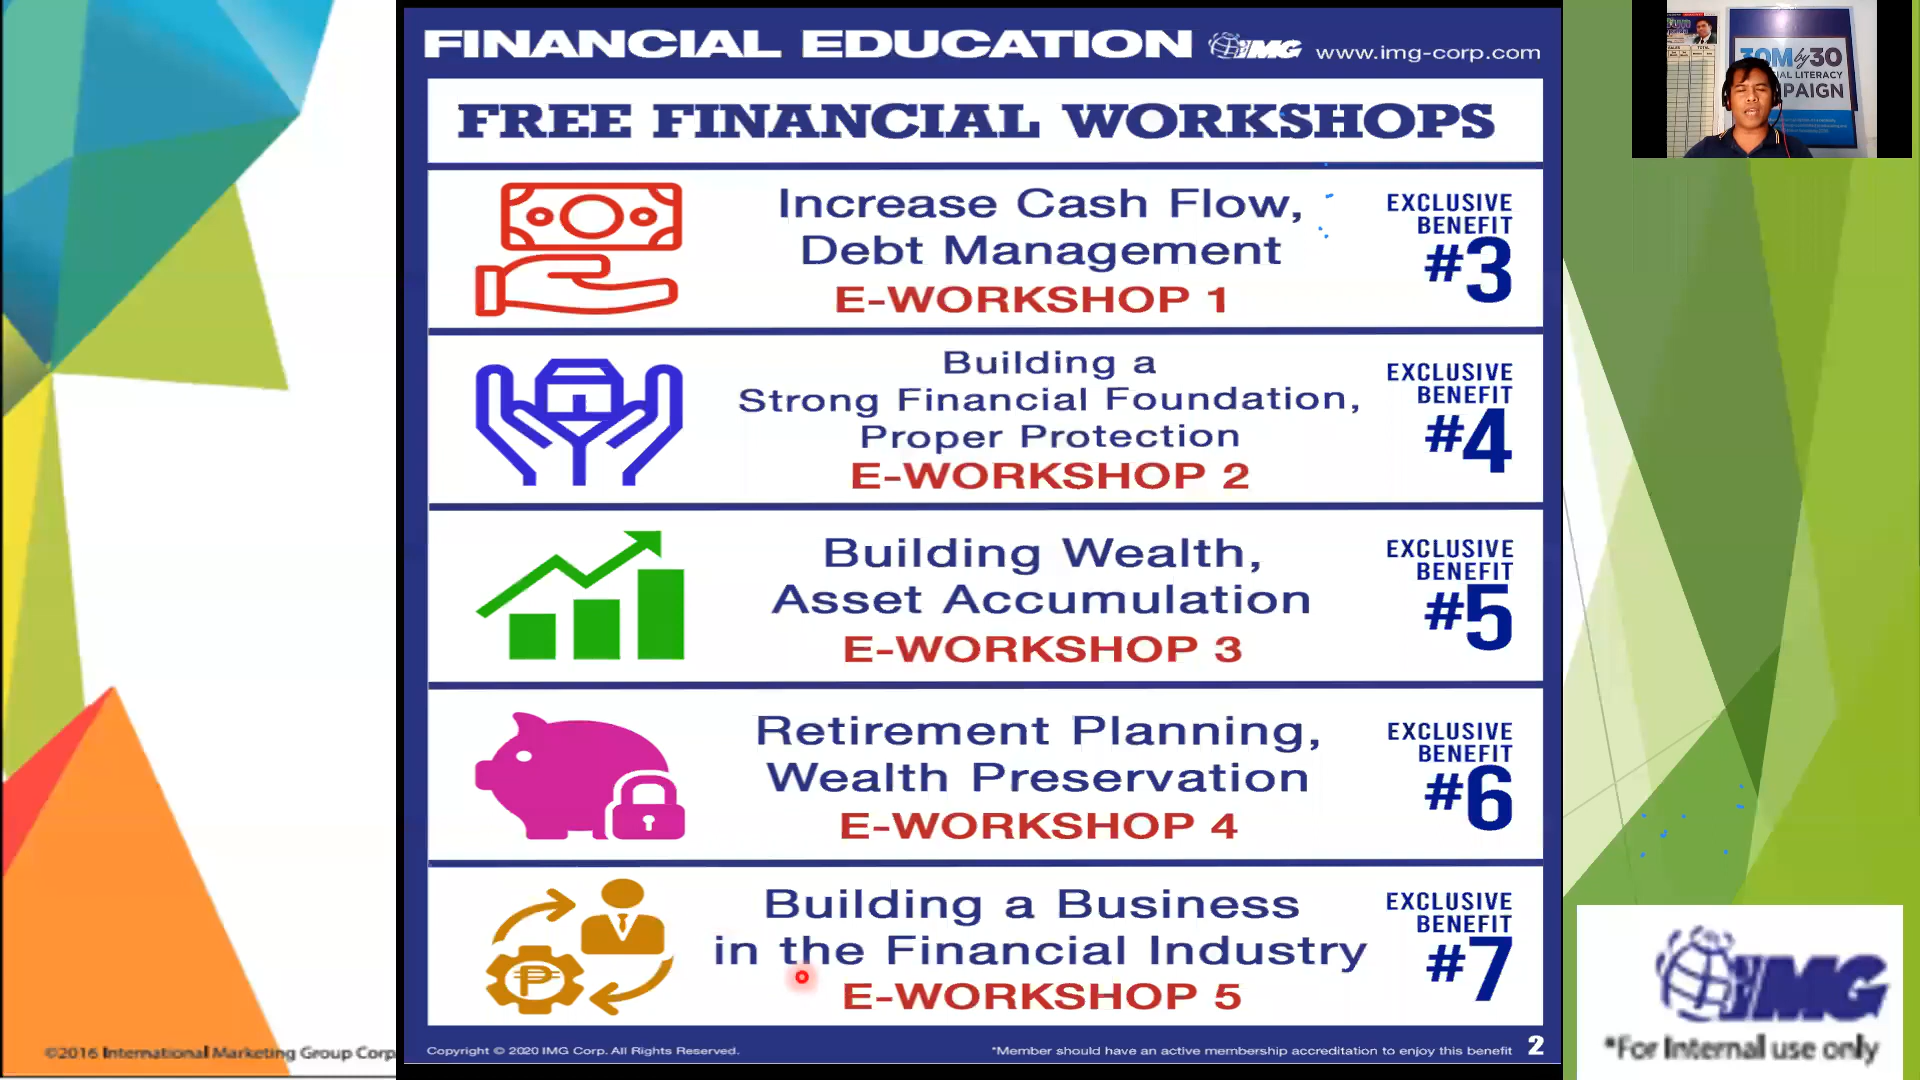 FINANCIAL EDUCATION IMG www.img-corp.com
FREE FINANCIAL WORKSHOPS
Increase Cash Flow,
Debt Management
E-WORKSHOP 1
EXCLUSIVE
BENEFIT
#3
Building a
Strong Financial Foundation,
Proper Protection
E-WORKSHOP 2
EXCLUSIVE
BENEFIT
#4
Building Wealth,
Asset Accumulation
E-WORKSHOP 3
EXCLUSIVE
BENEFIT
#5
Retirement Planning,
Wealth Preservation
E-WORKSHOP 4
EXCLUSIVE
BENEFIT
#6
Building a Business
in the Financial Industry
E-WORKSHOP 5
EXCLUSIVE
BENEFIT
#7
Copyright © 2020 IMG Corp. All Rights Reserved.
*Member should have an active membership accreditation to enjoy this benefit 2
©2016 International Marketing Group Corp
30M by 30
LITERACY
IMG
*For Internal use only